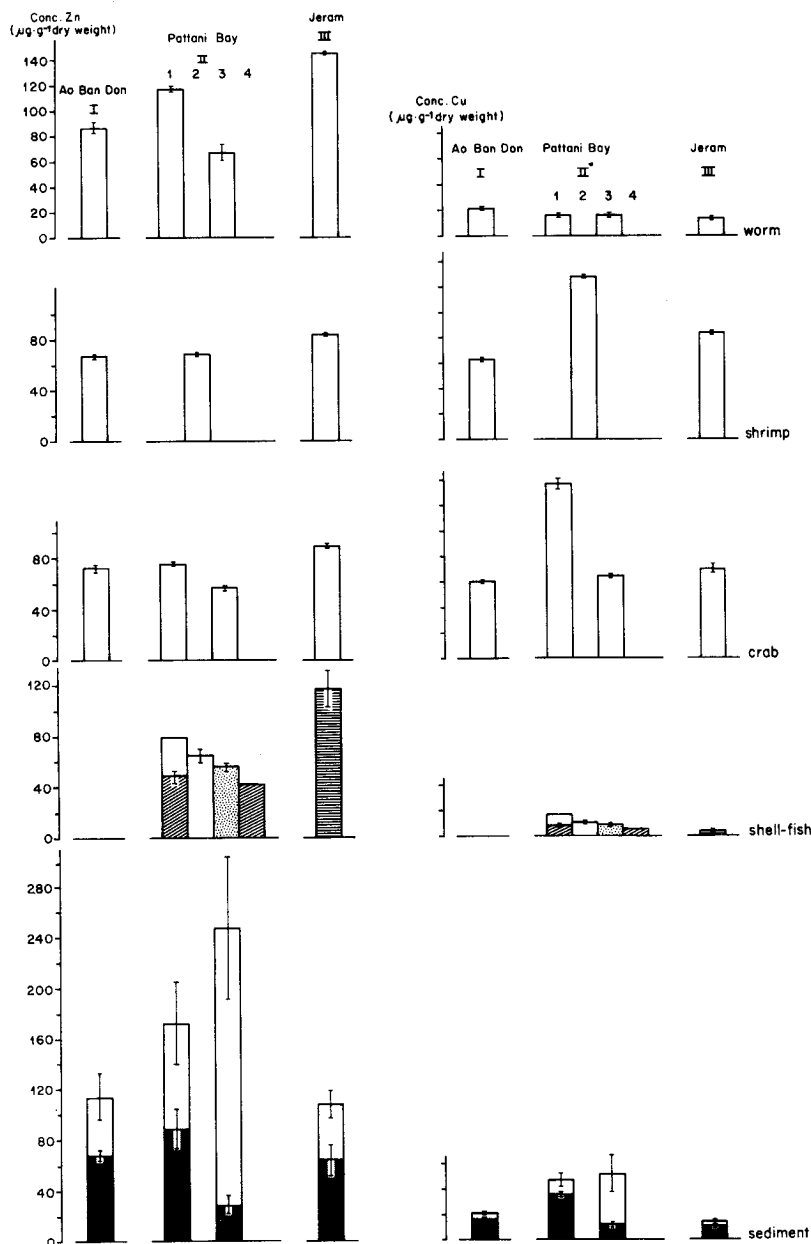 Conc. Zn
(μg·g⁻¹dry weight)
Pattani Bay
II
1 2 3 4
Jeram
III
Ao Ban Don
I
140
120
100
80
60
40
20
0
Conc. Cu
(μg·g⁻¹dry weight)
Ao Ban Don
I
Pattani Bay
II
1 2 3 4
Jeram
III
worm
80
40
0
shrimp
80
40
0
crab
120
80
40
0
shell-fish
280
240
200
160
120
80
40
0
sediment